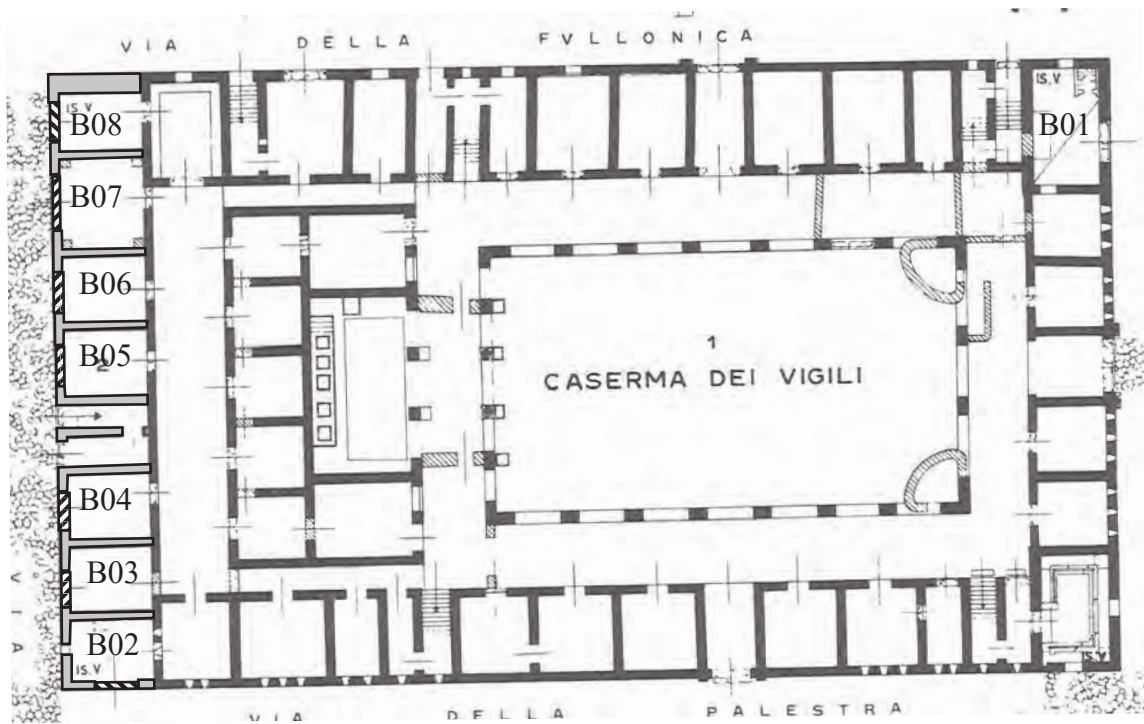 VIA DELLA FVLLONICA
IS.V
B08
IS.V
B01
B07
B06
B05
2
1
CASERMA DEI VIGILI
B04
B03
B02
IS.V
S.V
VIA
VIA DELLA PALESTRA